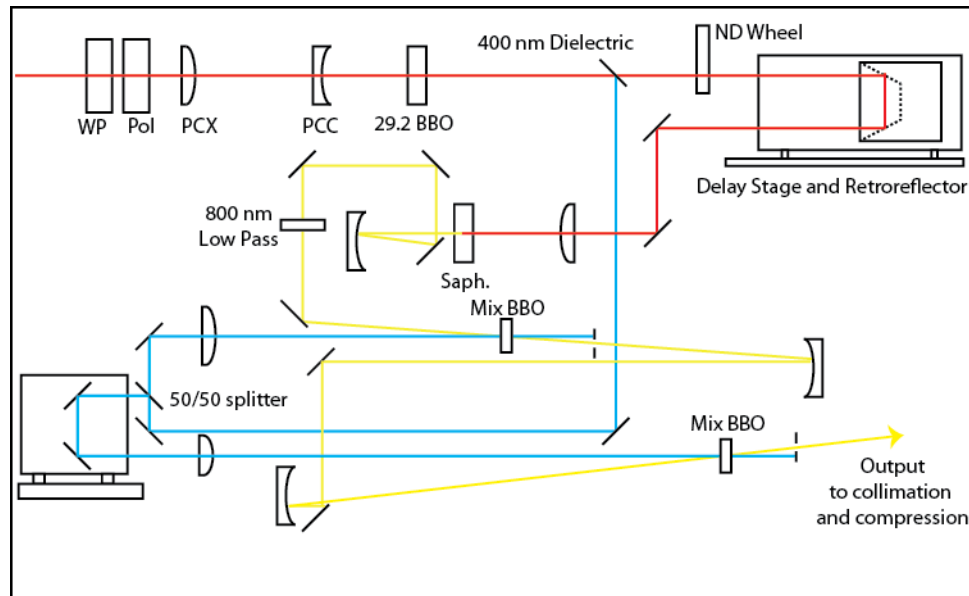 400 nm Dielectric
ND Wheel
WP
Pol
PCX
PCC
29.2 BBO
Delay Stage and Retroreflector
800 nm
Low Pass
Saph.
Mix BBO
50/50 splitter
Mix BBO
Output
to collimation
and compression